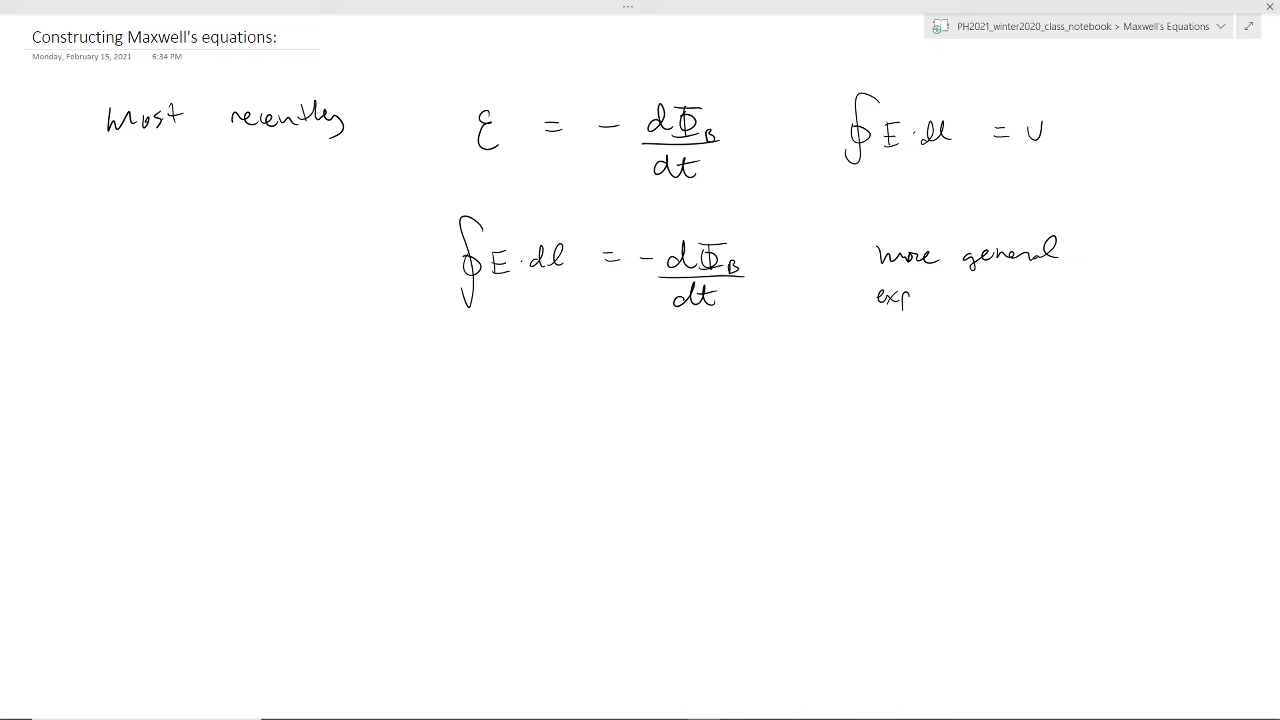 PH2021_winter2020_class_notebook > Maxwell's Equations
Constructing Maxwell's equations:
Monday, February 15, 2021 6:34 PM
most recently ℰ = - dΦ_B/dt ∮E·dl = V
∮E·dl = - dΦ_B/dt more general
exp